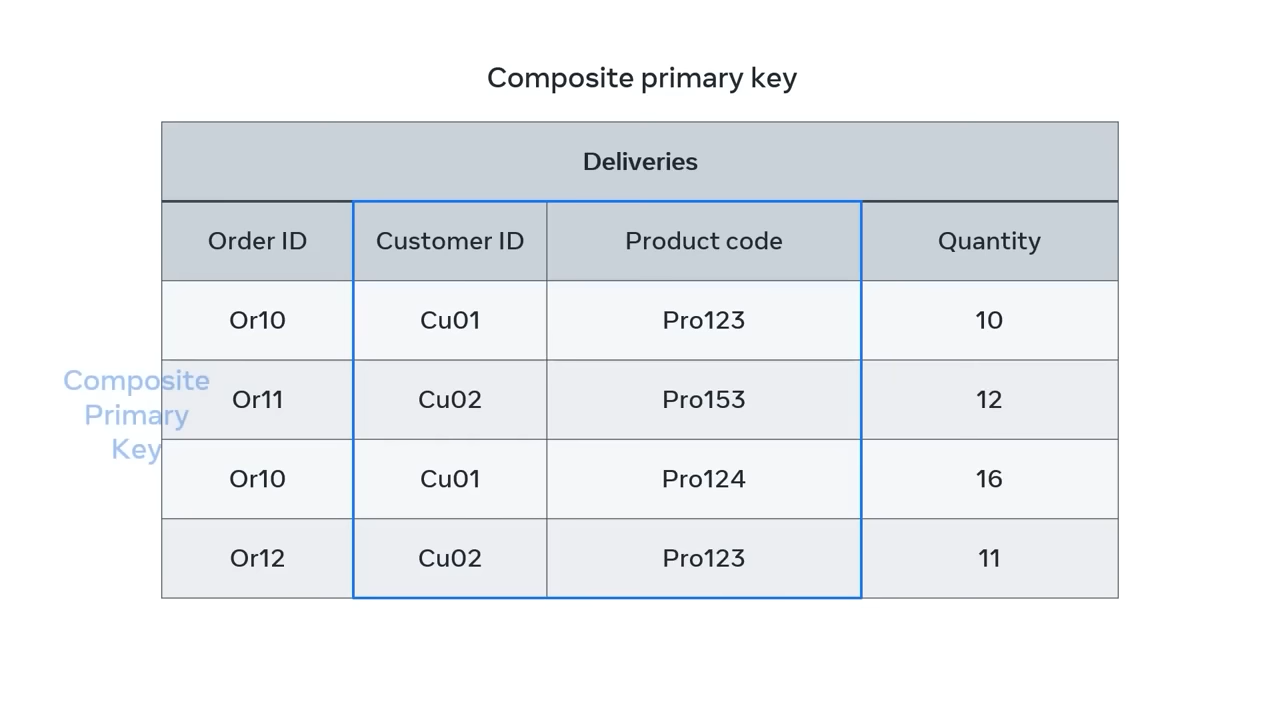 Composite primary key
Deliveries
Order ID Customer ID Product code Quantity
Or10 Cu01 Pro123 10
Or11 Cu02 Pro153 12
Or10 Cu01 Pro124 16
Or12 Cu02 Pro123 11
Composite
Primary
Key